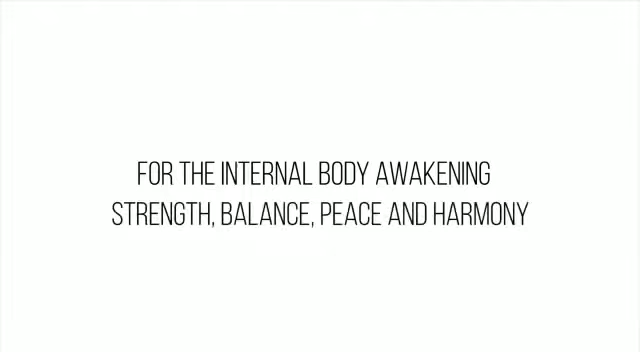 FOR THE INTERNAL BODY AWAKENING
STRENGTH, BALANCE, PEACE AND HARMONY